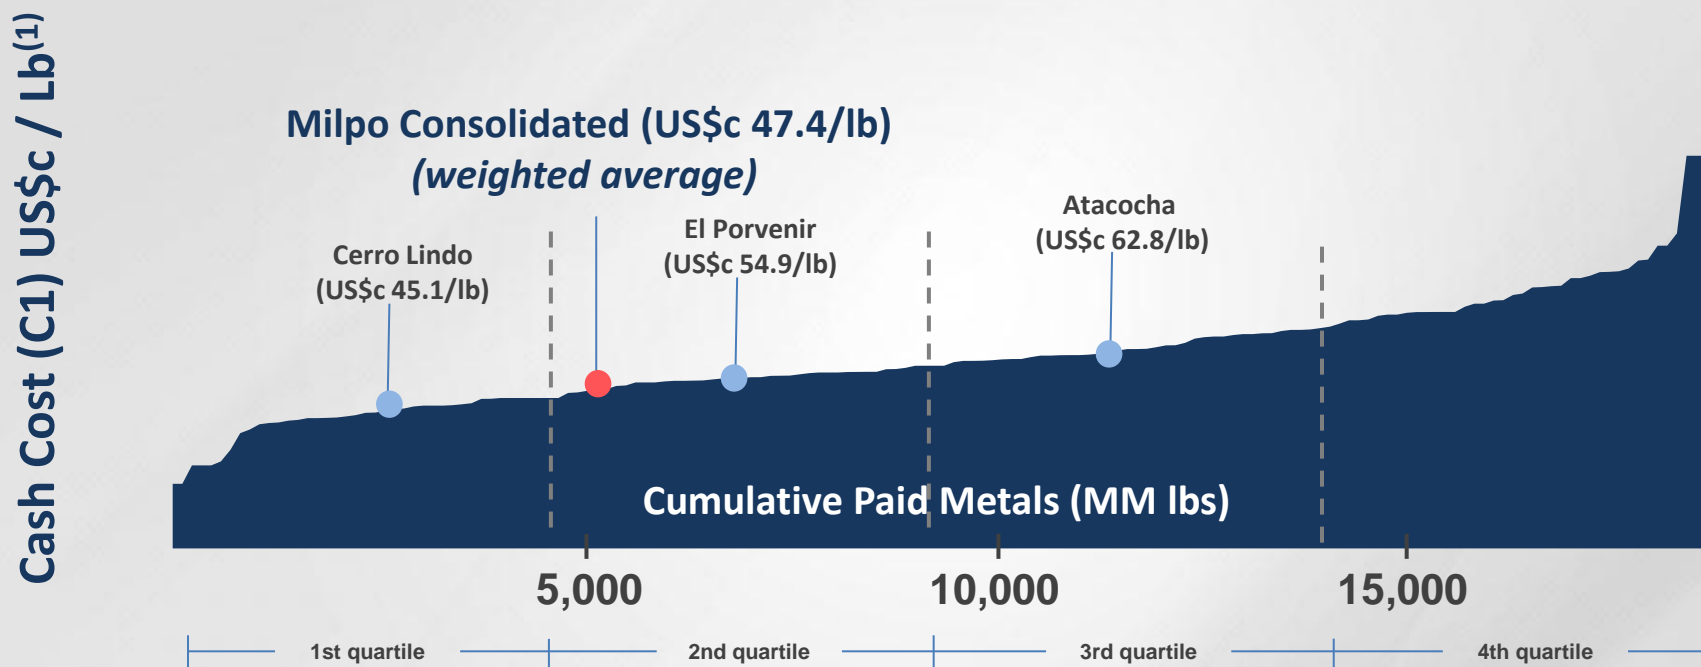 Cash Cost (C1) US$c / Lb(1)
Milpo Consolidated (US$c 47.4/lb)
(weighted average)
Cerro Lindo
(US$c 45.1/lb)
El Porvenir
(US$c 54.9/lb)
Atacocha
(US$c 62.8/lb)
Cumulative Paid Metals (MM lbs)
5,000
10,000
15,000
1st quartile
2nd quartile
3rd quartile
4th quartile